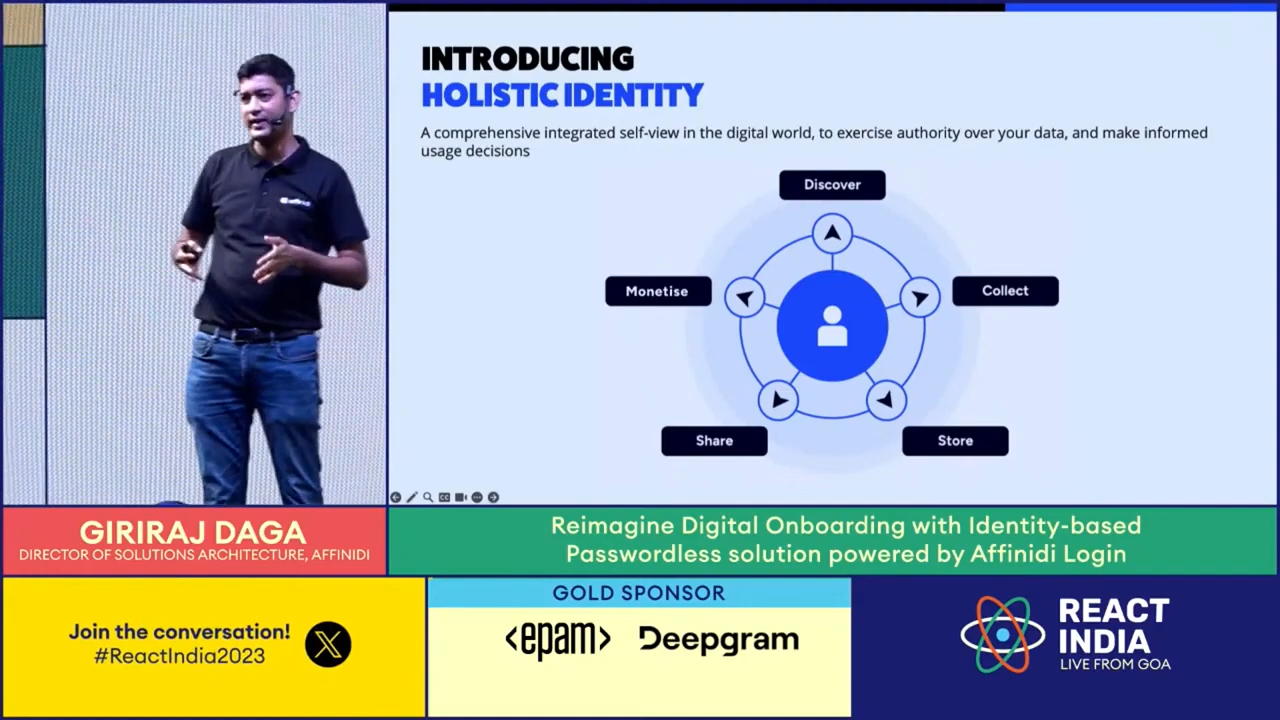 INTRODUCING
HOLISTIC IDENTITY
A comprehensive integrated self-view in the digital world, to exercise authority over your data, and make informed
usage decisions
Discover
Monetise
Collect
Share
Store
GIRIRAJ DAGA
DIRECTOR OF SOLUTIONS ARCHITECTURE, AFFINIDI
Reimagine Digital Onboarding with Identity-based
Passwordless solution powered by Affinidi Login
Join the conversation!
#ReactIndia2023
GOLD SPONSOR
<epam>
Deepgram
REACT
INDIA
LIVE FROM GOA